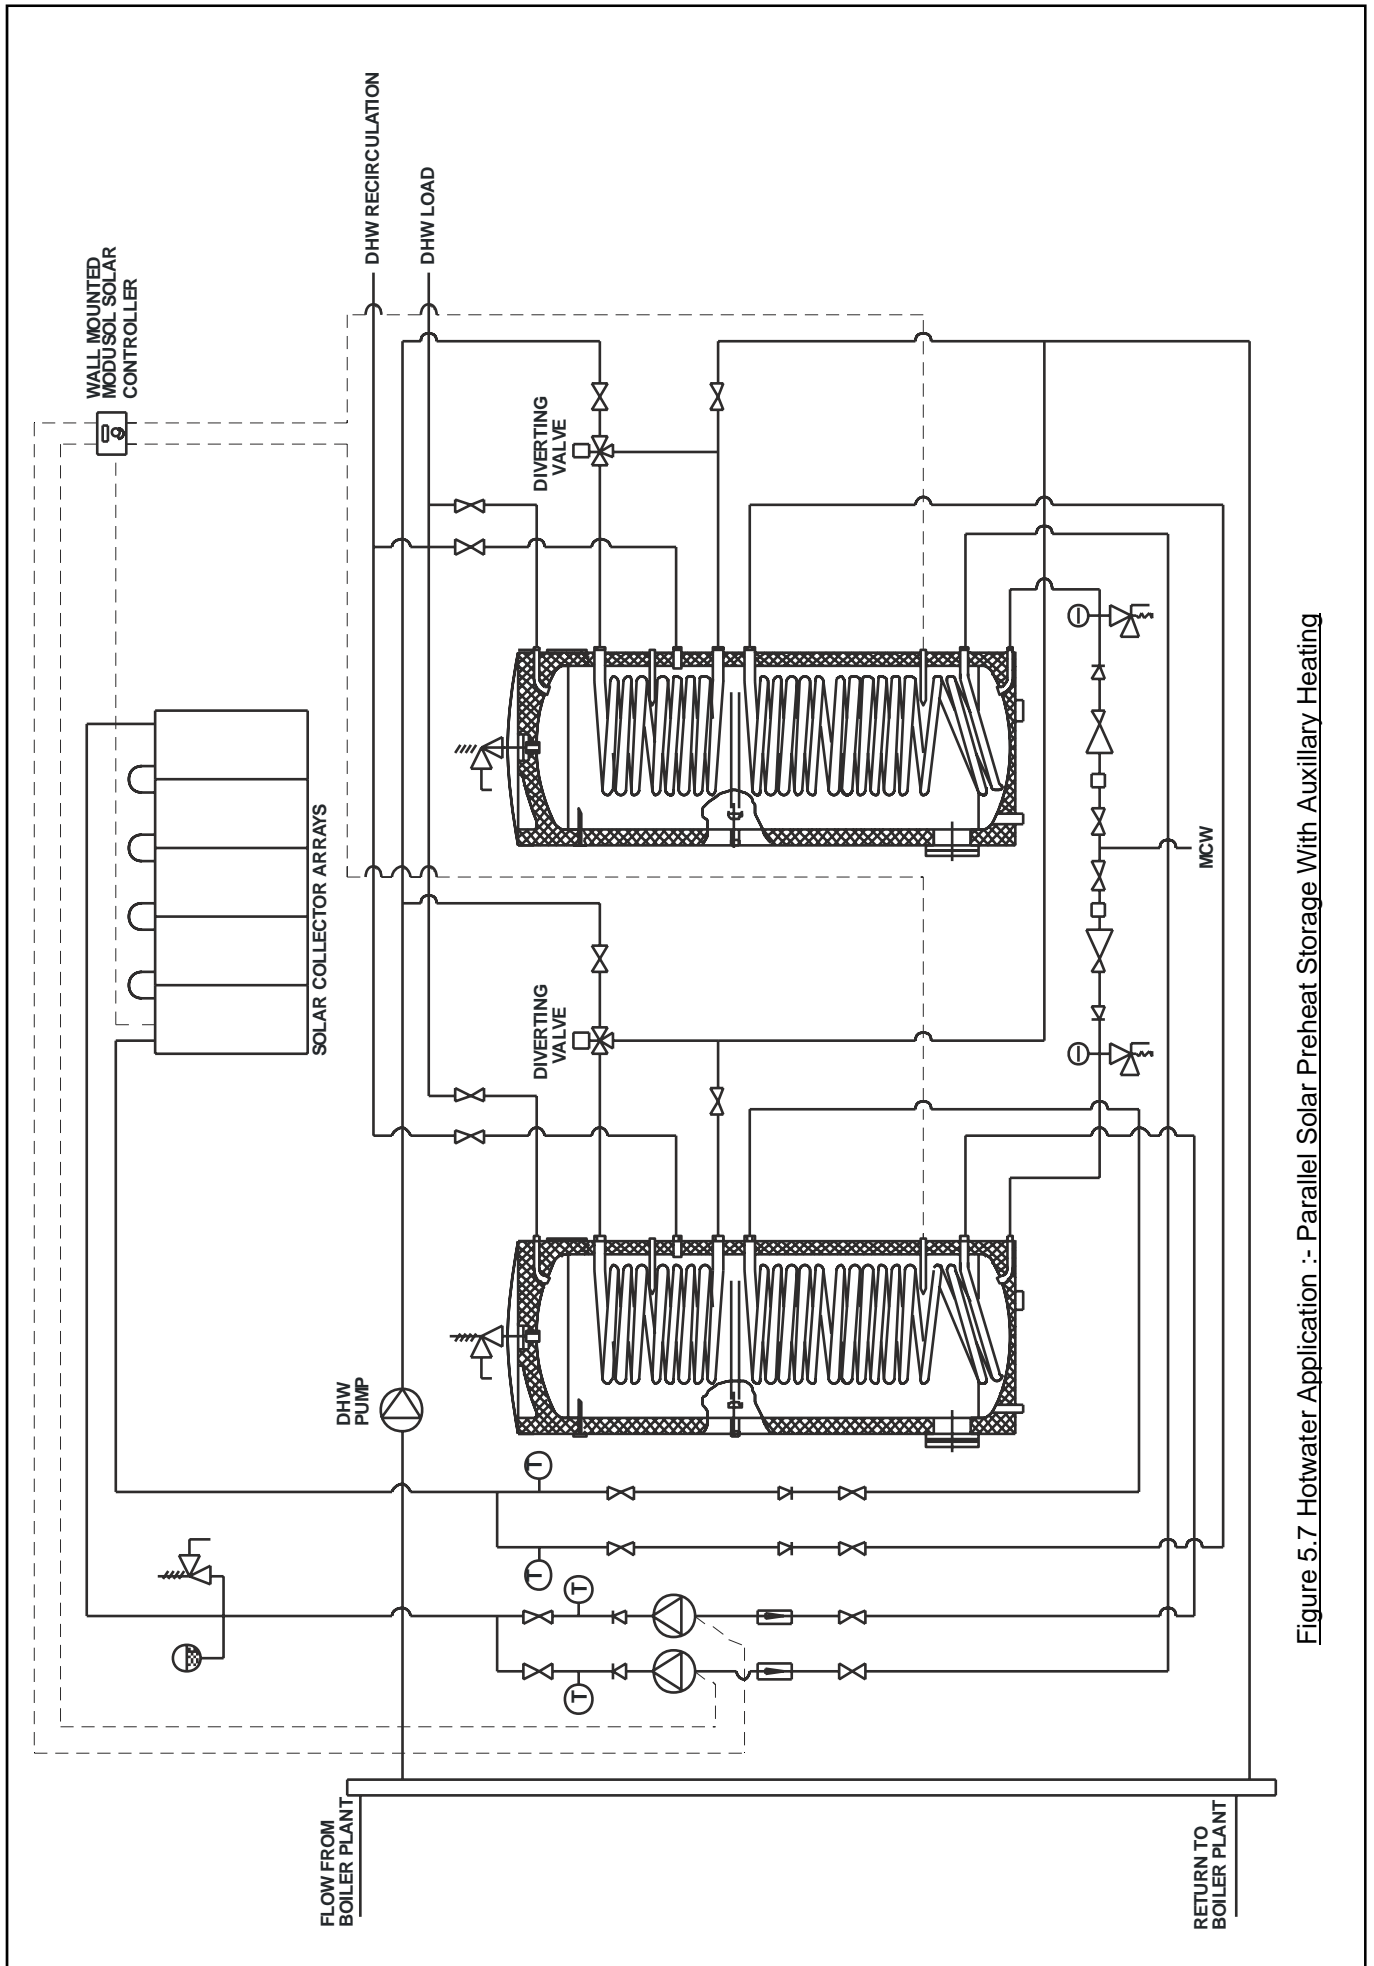 FLOW FROM
BOILER PLANT
RETURN TO
BOILER PLANT
DHW
PUMP
T
T
T
T
SOLAR COLLECTOR ARRAYS
WALL MOUNTED
MODUSOL SOLAR
CONTROLLER
DHW RECIRCULATION
DHW LOAD
DIVERTING
VALVE
DIVERTING
VALVE
MCW
Figure 5.7 Hotwater Application :- Parallel Solar Preheat Storage With Auxillary Heating